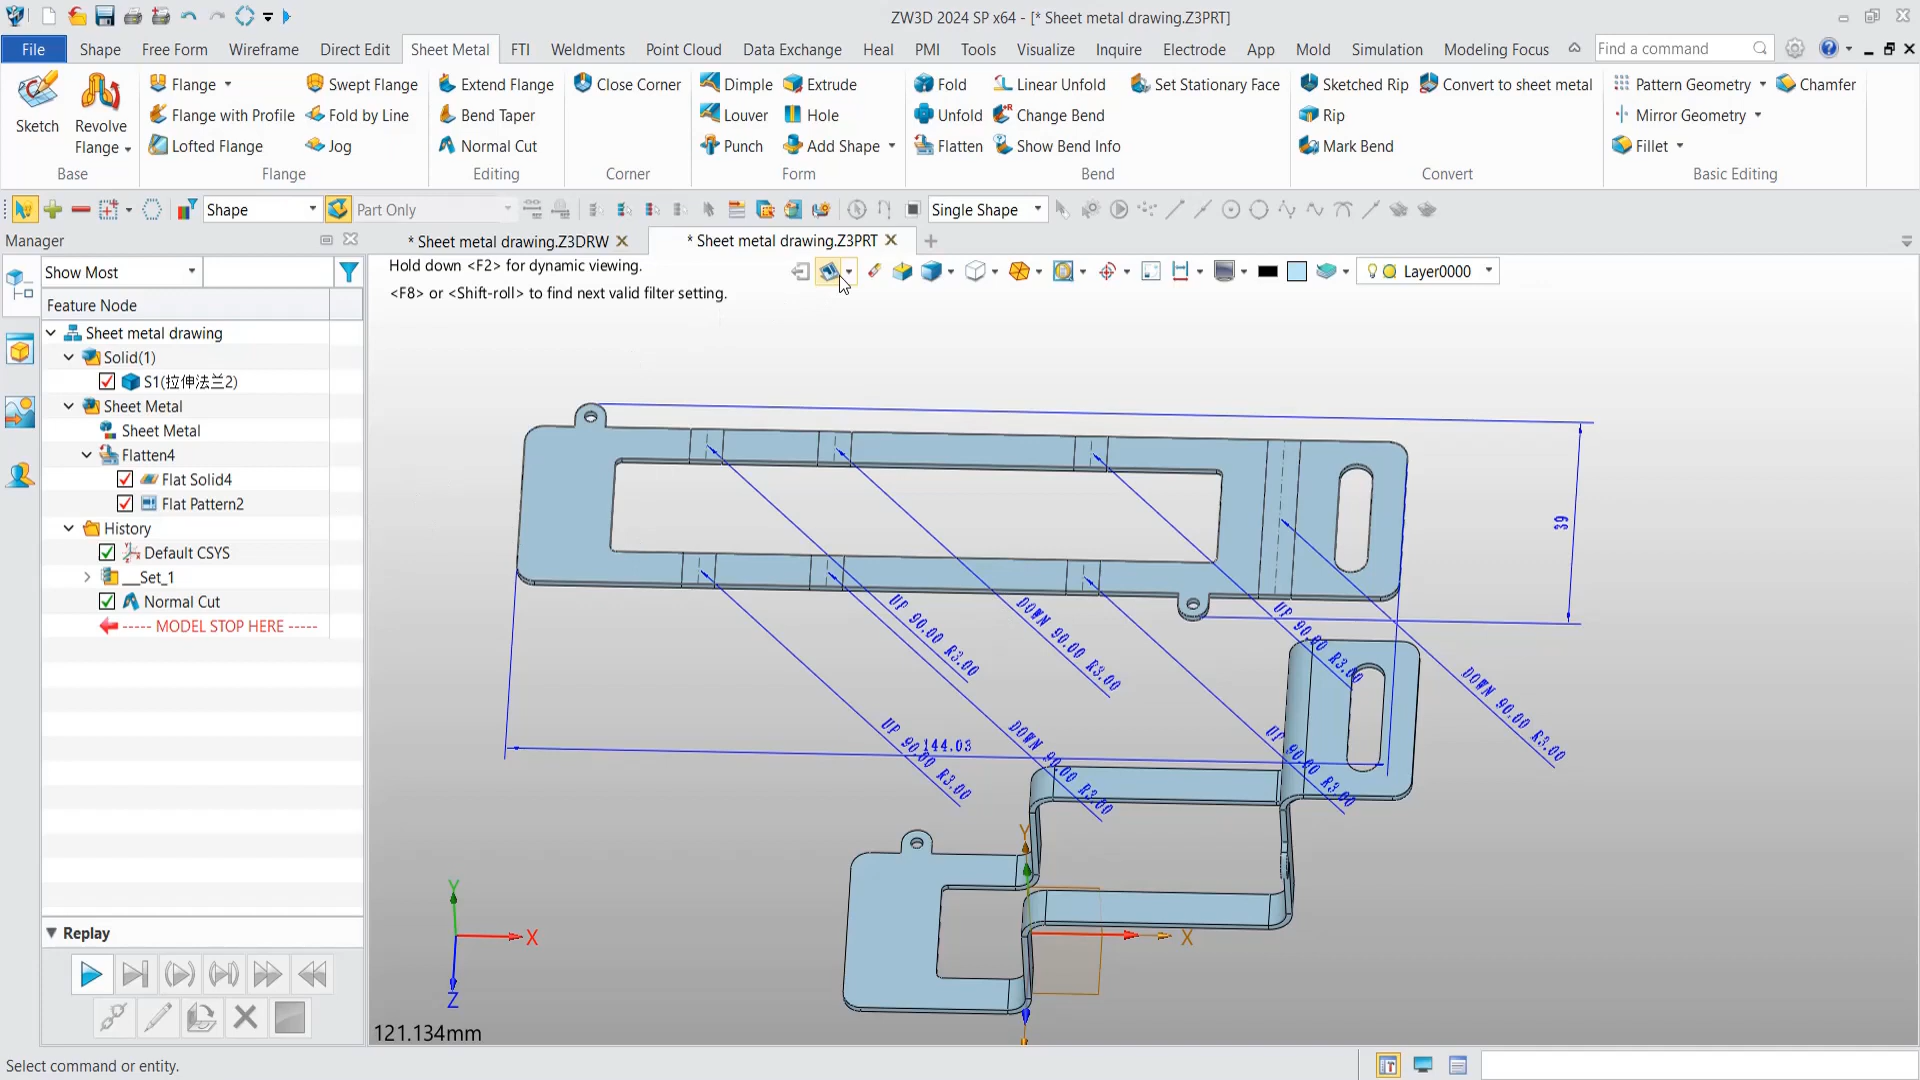 ZW3D 2024 SP x64 - [* Sheet metal drawing.Z3PRT]
File Shape Free Form Wireframe Direct Edit Sheet Metal FTI Weldments Point Cloud Data Exchange Heal PMI Tools Visualize Inquire Electrode App Mold Simulation Modeling Focus Find a command
Flange Swept Flange Extend Flange Close Corner Dimple Extrude Fold Linear Unfold Set Stationary Face Sketched Rip Convert to sheet metal Pattern Geometry Chamfer
Sketch Revolve Flange Flange with Profile Fold by Line Bend Taper Louver Hole Unfold Change Bend Rip Mirror Geometry
Lofted Flange Jog Normal Cut Punch Add Shape Flatten Show Bend Info Mark Bend Fillet
Base Flange Editing Corner Form Bend Convert Basic Editing
Shape Part Only Single Shape
Manager
* Sheet metal drawing.Z3DRW * Sheet metal drawing.Z3PRT
Hold down <F2> for dynamic viewing.
<F8> or <Shift-roll> to find next valid filter setting.
Layer0000
Show Most
Feature Node
Sheet metal drawing
Solid(1)
S1(拉伸法兰2)
Sheet Metal
Sheet Metal
Flatten4
Flat Solid4
Flat Pattern2
History
Default CSYS
___Set_1
Normal Cut
----- MODEL STOP HERE -----
39
UP 90.00 R3.00
DOWN 90.00 R3.00
UP 90.00 R3.00
DOWN 90.00 R3.00
UP 90.00 R3.00
144.03
DOWN 90.00 R3.00
UP 90.00 R3.00
Y
X
Y
X
Z
Replay
121.134mm
Select command or entity.